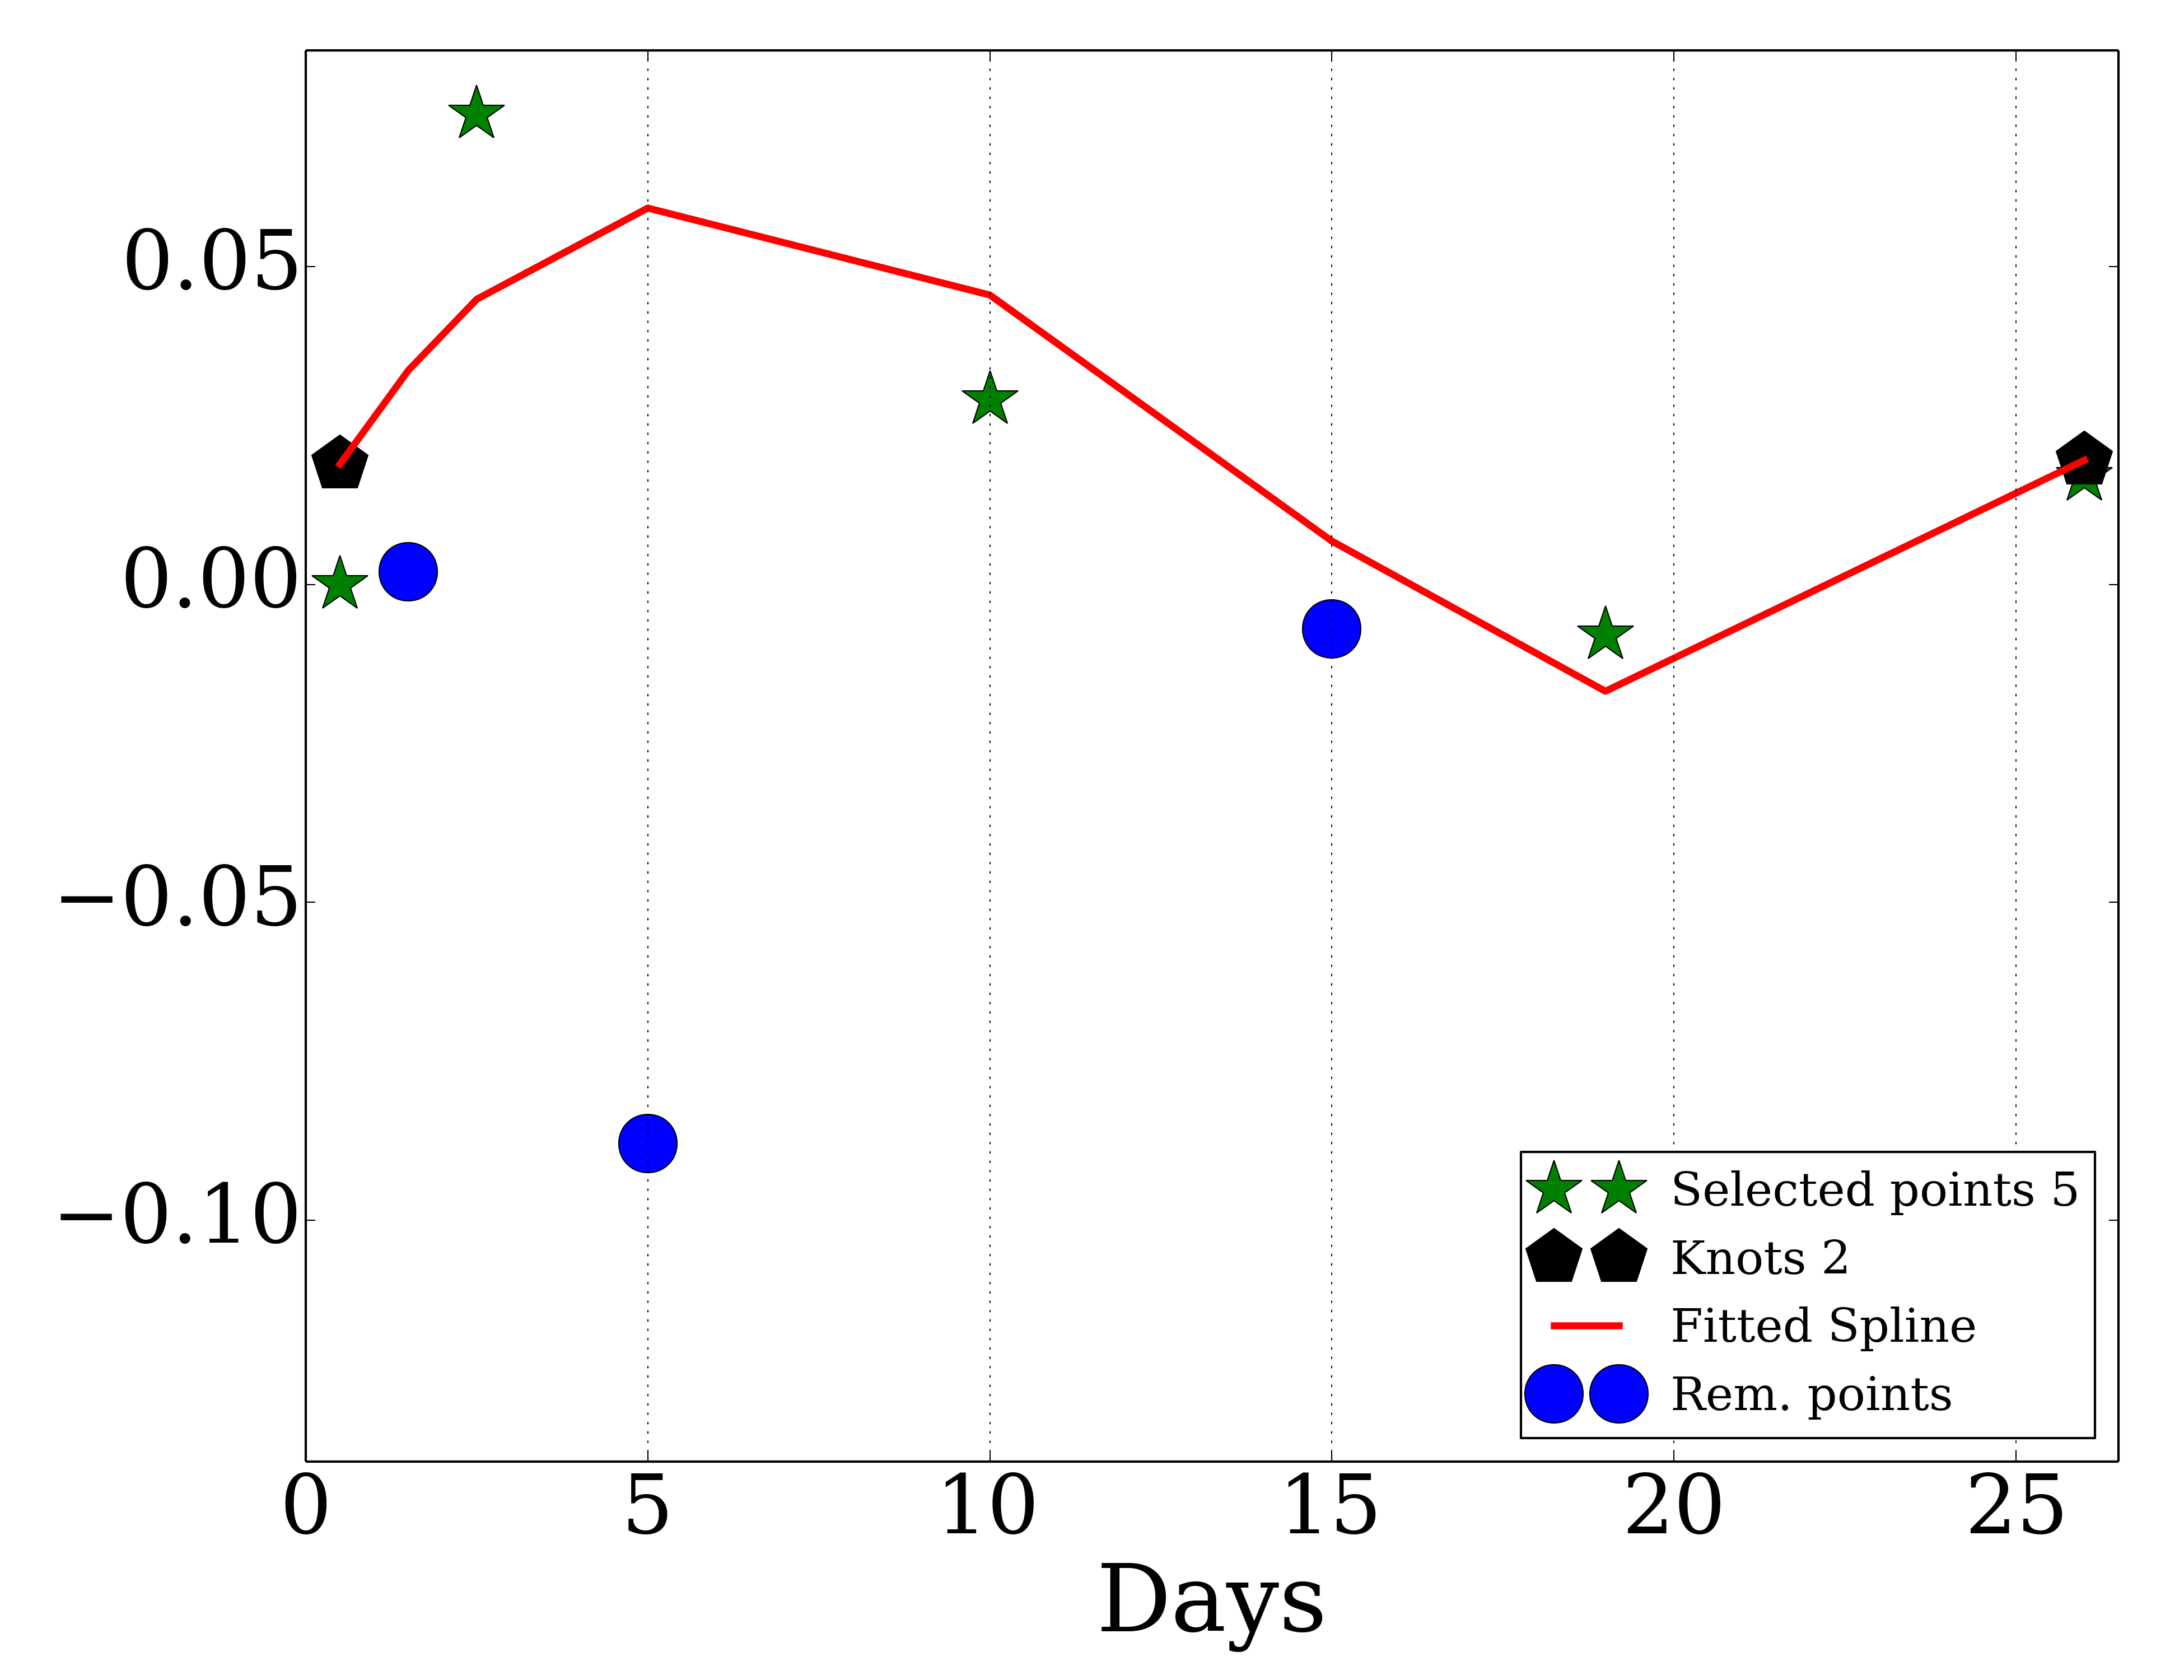 0.05
0.00
−0.05
−0.10
Selected points 5
Knots 2
Fitted Spline
Rem. points
0 5 10 15 20 25
Days